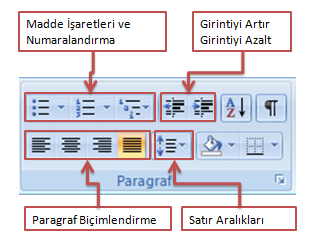 Madde İşaretleri ve
Numaralandırma
Girintiyi Artır
Girintiyi Azalt
A
Z
Paragraf
Paragraf Biçimlendirme
Satır Aralıkları